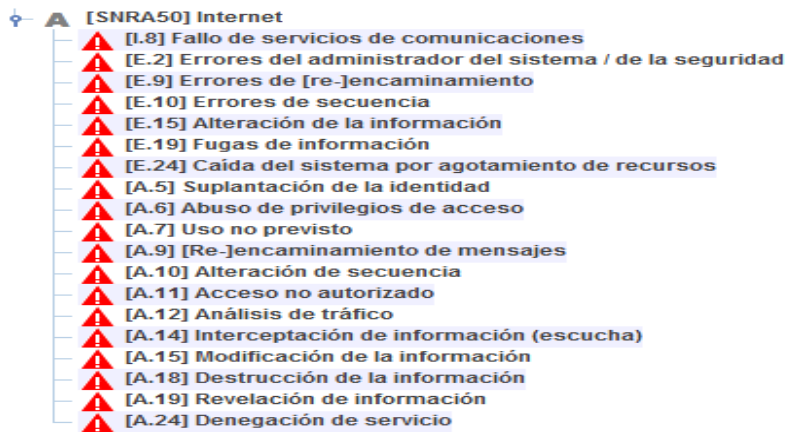 [SNRA50] Internet
[I.8] Fallo de servicios de comunicaciones
[E.2] Errores del administrador del sistema / de la seguridad
[E.9] Errores de [re-]encaminamiento
[E.10] Errores de secuencia
[E.15] Alteración de la información
[E.19] Fugas de información
[E.24] Caída del sistema por agotamiento de recursos
[A.5] Suplantación de la identidad
[A.6] Abuso de privilegios de acceso
[A.7] Uso no previsto
[A.9] [Re-]encaminamiento de mensajes
[A.10] Alteración de secuencia
[A.11] Acceso no autorizado
[A.12] Análisis de tráfico
[A.14] Interceptación de información (escucha)
[A.15] Modificación de la información
[A.18] Destrucción de la información
[A.19] Revelación de información
[A.24] Denegación de servicio